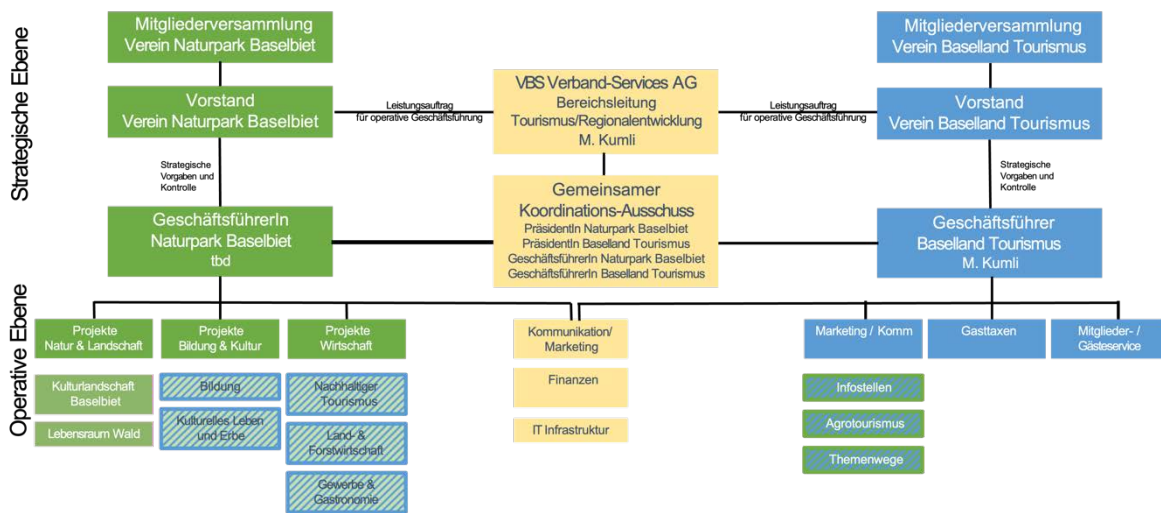 Strategische Ebene
Mitgliederversammlung
Verein Naturpark Baselbiet
Mitgliederversammlung
Verein Baselland Tourismus
VBS Verband-Services AG
Bereichsleitung
Tourismus/Regionalentwicklung
M. Kumli
Vorstand
Verein Naturpark Baselbiet
Leistungsauftrag
für operative Geschäftsführung
Leistungsauftrag
für operative Geschäftsführung
Vorstand
Verein Baselland Tourismus
Strategische
Vorgaben und
Kontrolle
Strategische
Vorgaben und
Kontrolle
Gemeinsamer
Koordinations-Ausschuss
PräsidentIn Naturpark Baselbiet
PräsidentIn Baselland Tourismus
GeschäftsführerIn Naturpark Baselbiet
GeschäftsführerIn Baselland Tourismus
GeschäftsführerIn
Naturpark Baselbiet
tbd
Geschäftsführer
Baselland Tourismus
M. Kumli
Operative Ebene
Projekte
Natur & Landschaft
Projekte
Bildung & Kultur
Projekte
Wirtschaft
Kommunikation/
Marketing
Marketing / Komm
Gasttaxen
Mitglieder- /
Gästeservice
Kulturlandschaft
Baselbiet
Lebensraum Wald
Bildung
Kulturelles Leben
und Erbe
Nachhaltiger
Tourismus
Land- &
Forstwirtschaft
Gewerbe &
Gastronomie
Finanzen
IT Infrastruktur
Infostellen
Agrotourismus
Themenwege